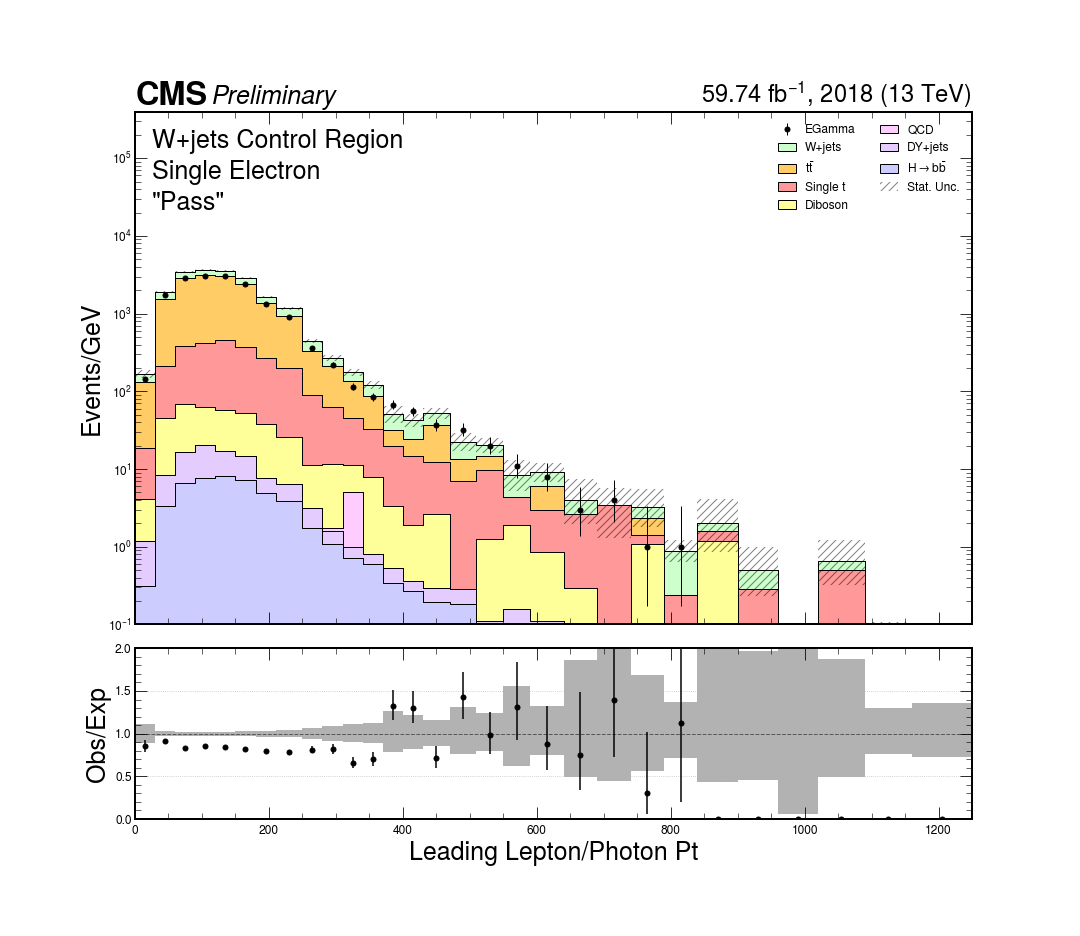 CMS Preliminary
59.74 fb⁻¹, 2018 (13 TeV)
W+jets Control Region
Single Electron
"Pass"
EGamma
W+jets
tt̄
Single t
Diboson
QCD
DY+jets
H→bb̄
Stat. Unc.
Events/GeV
10⁵
10⁴
10³
10²
10¹
10⁰
10⁻¹
Obs/Exp
2.0
1.5
1.0
0.5
0.0
0 200 400 600 800 1000 1200
Leading Lepton/Photon Pt